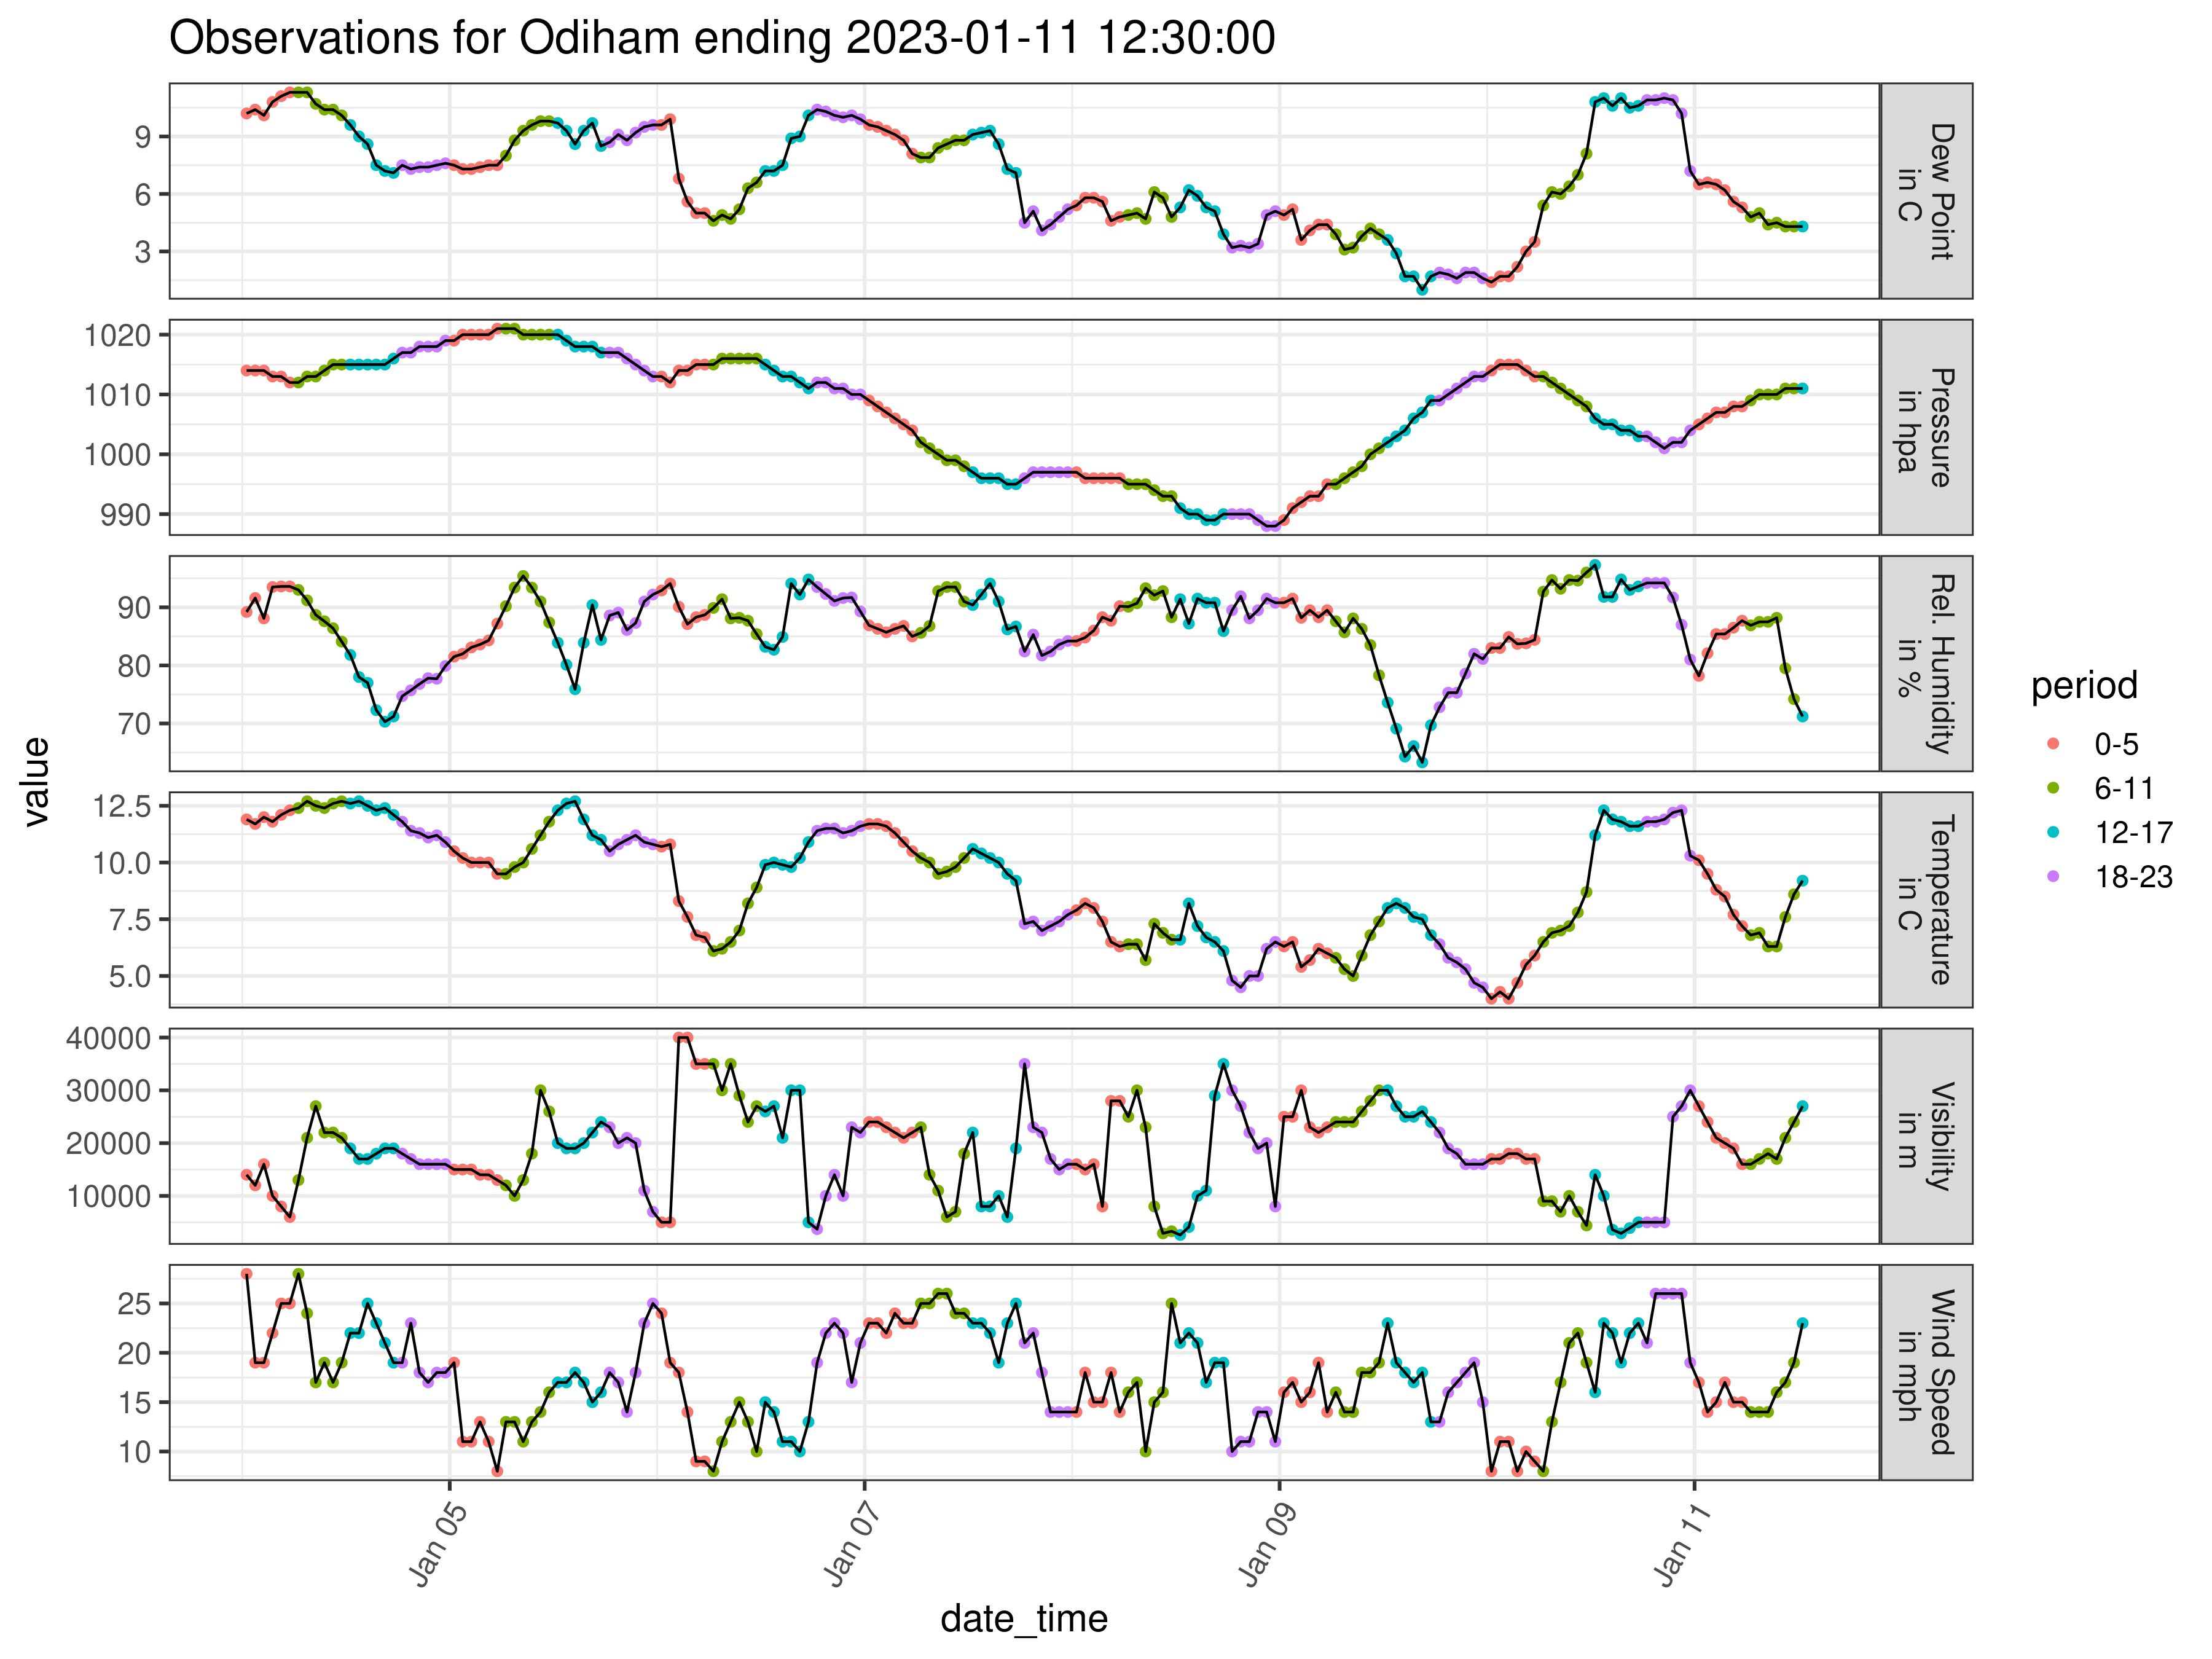 Observations for Odiham ending 2023-01-11 12:30:00
value
9
6
3
Dew Point
in C
1020
1010
1000
990
Pressure
in hpa
90
80
70
Rel. Humidity
in %
12.5
10.0
7.5
5.0
Temperature
in C
40000
30000
20000
10000
Visibility
in m
25
20
15
10
Wind Speed
in mph
Jan 05
Jan 07
Jan 09
Jan 11
date_time
period
0-5
6-11
12-17
18-23